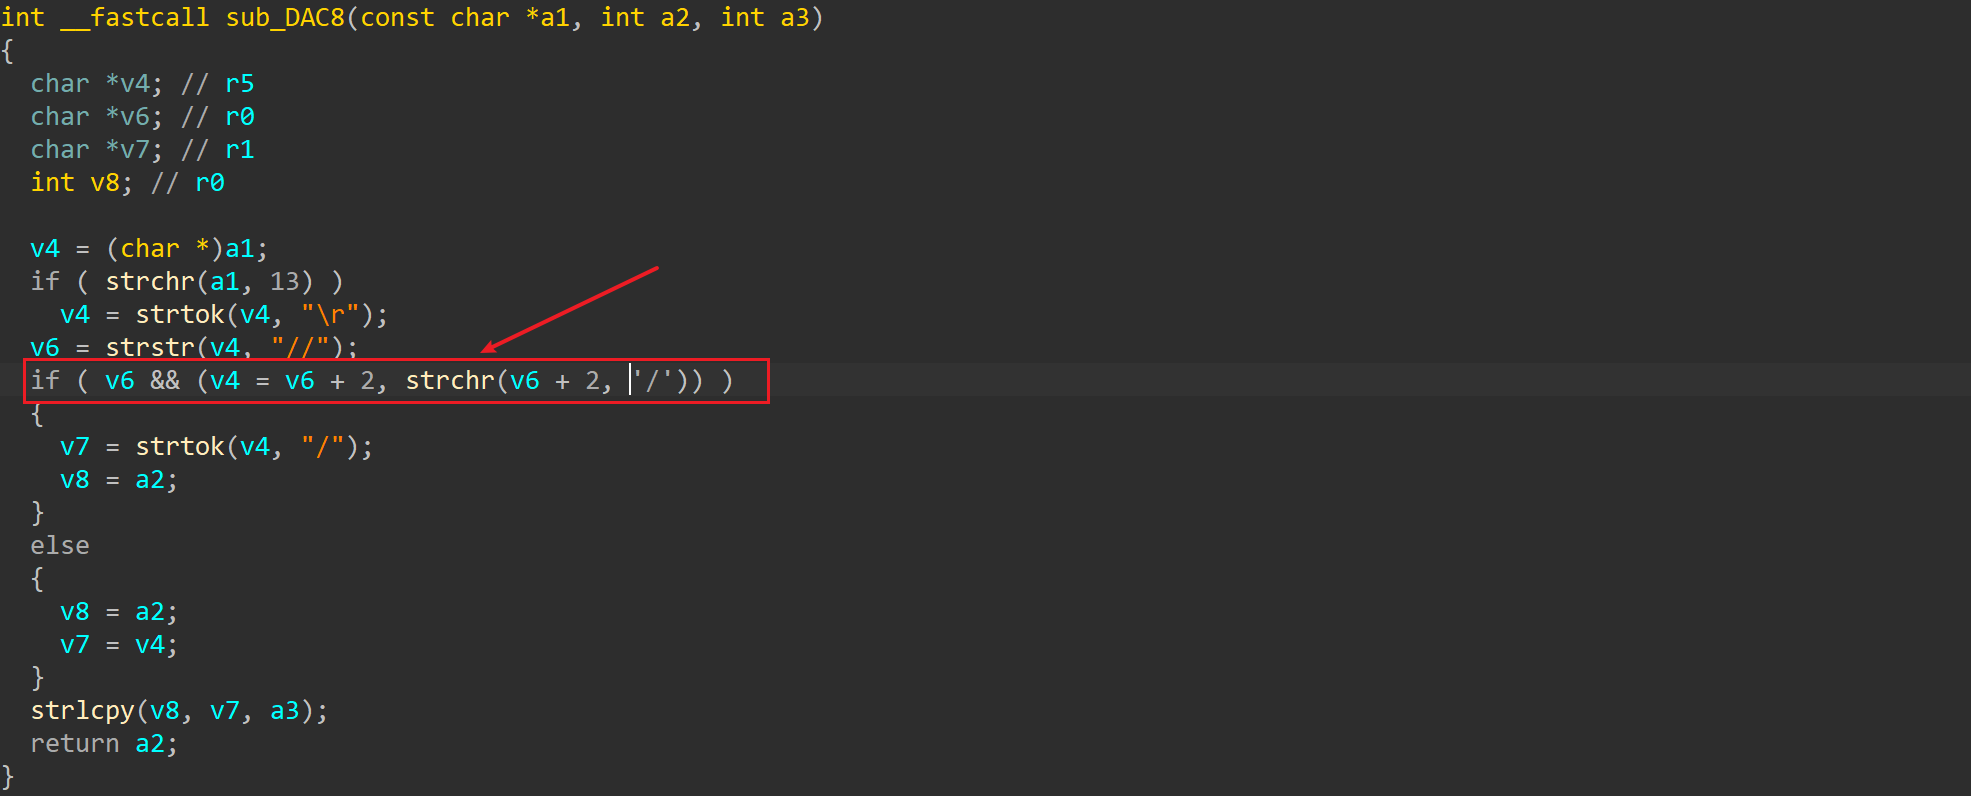 int __fastcall sub_DAC8(const char *a1, int a2, int a3)
{
  char *v4; // r5
  char *v6; // r0
  char *v7; // r1
  int v8; // r0

  v4 = (char *)a1;
  if ( strchr(a1, 13) )
    v4 = strtok(v4, "\r");
  v6 = strstr(v4, "//");
  if ( v6 && (v4 = v6 + 2, strchr(v6 + 2, '/')) )
  {
    v7 = strtok(v4, "/");
    v8 = a2;
  }
  else
  {
    v8 = a2;
    v7 = v4;
  }
  strlcpy(v8, v7, a3);
  return a2;
}